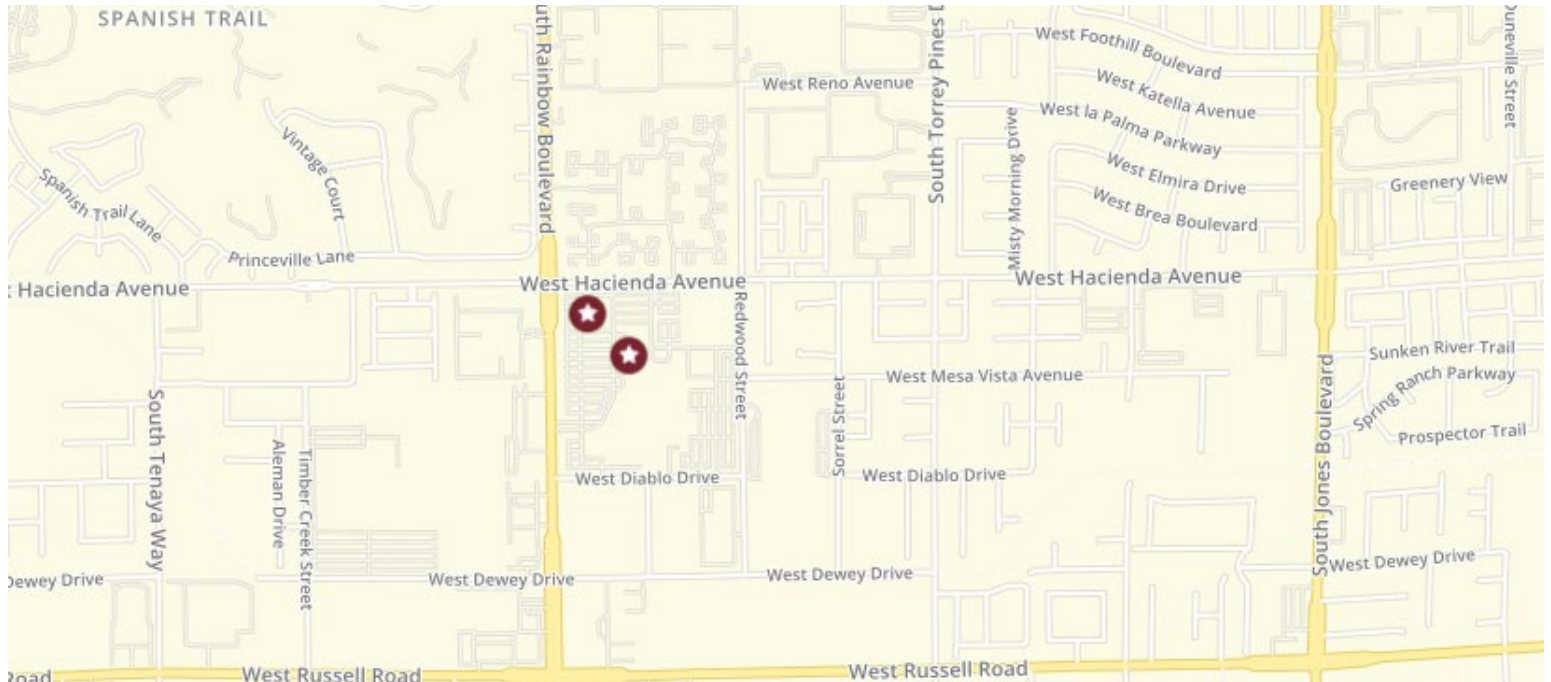 SPANISH TRAIL
uth Rainbow Boulevard
South Torrey Pines
Duneville Street
West Foothill Boulevard
West Reno Avenue
West Katella Avenue
West la Palma Parkway
Misty Morning Drive
Vintage Court
West Elmira Drive
Greenery View
Spanish Trail Lane
West Brea Boulevard
Princeville Lane
Hacienda Avenue
West Hacienda Avenue
West Hacienda Avenue
Redwood Street
Sunken River Trail
West Mesa Vista Avenue
Spring Ranch Parkway
South Jones Boulevard
Sorrel Street
South Tenaya Way
Prospector Trail
Aleman Drive
Timber Creek Street
West Diablo Drive
West Diablo Drive
Dewey Drive
West Dewey Drive
West Dewey Drive
West Dewey Drive
Road
West Russell Road
West Russell Road